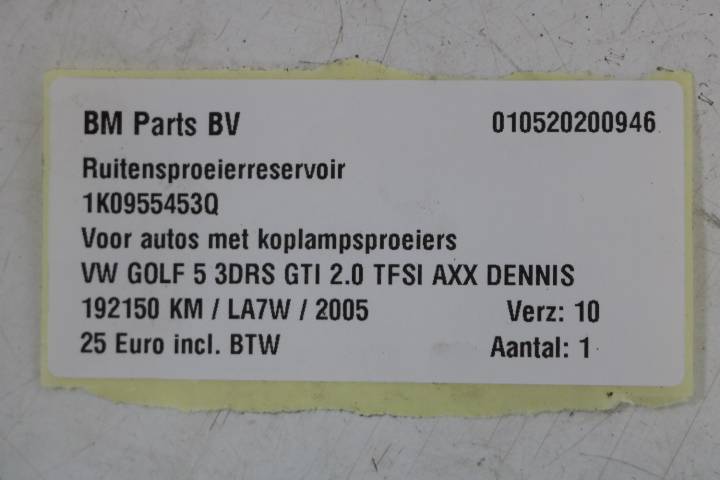 BM Parts BV 010520200946
Ruitensproeierreservoir
1K0955453Q
Voor autos met koplampsproeiers
VW GOLF 5 3DRS GTI 2.0 TFSI AXX DENNIS
192150 KM / LA7W / 2005 Verz: 10
25 Euro incl. BTW Aantal: 1